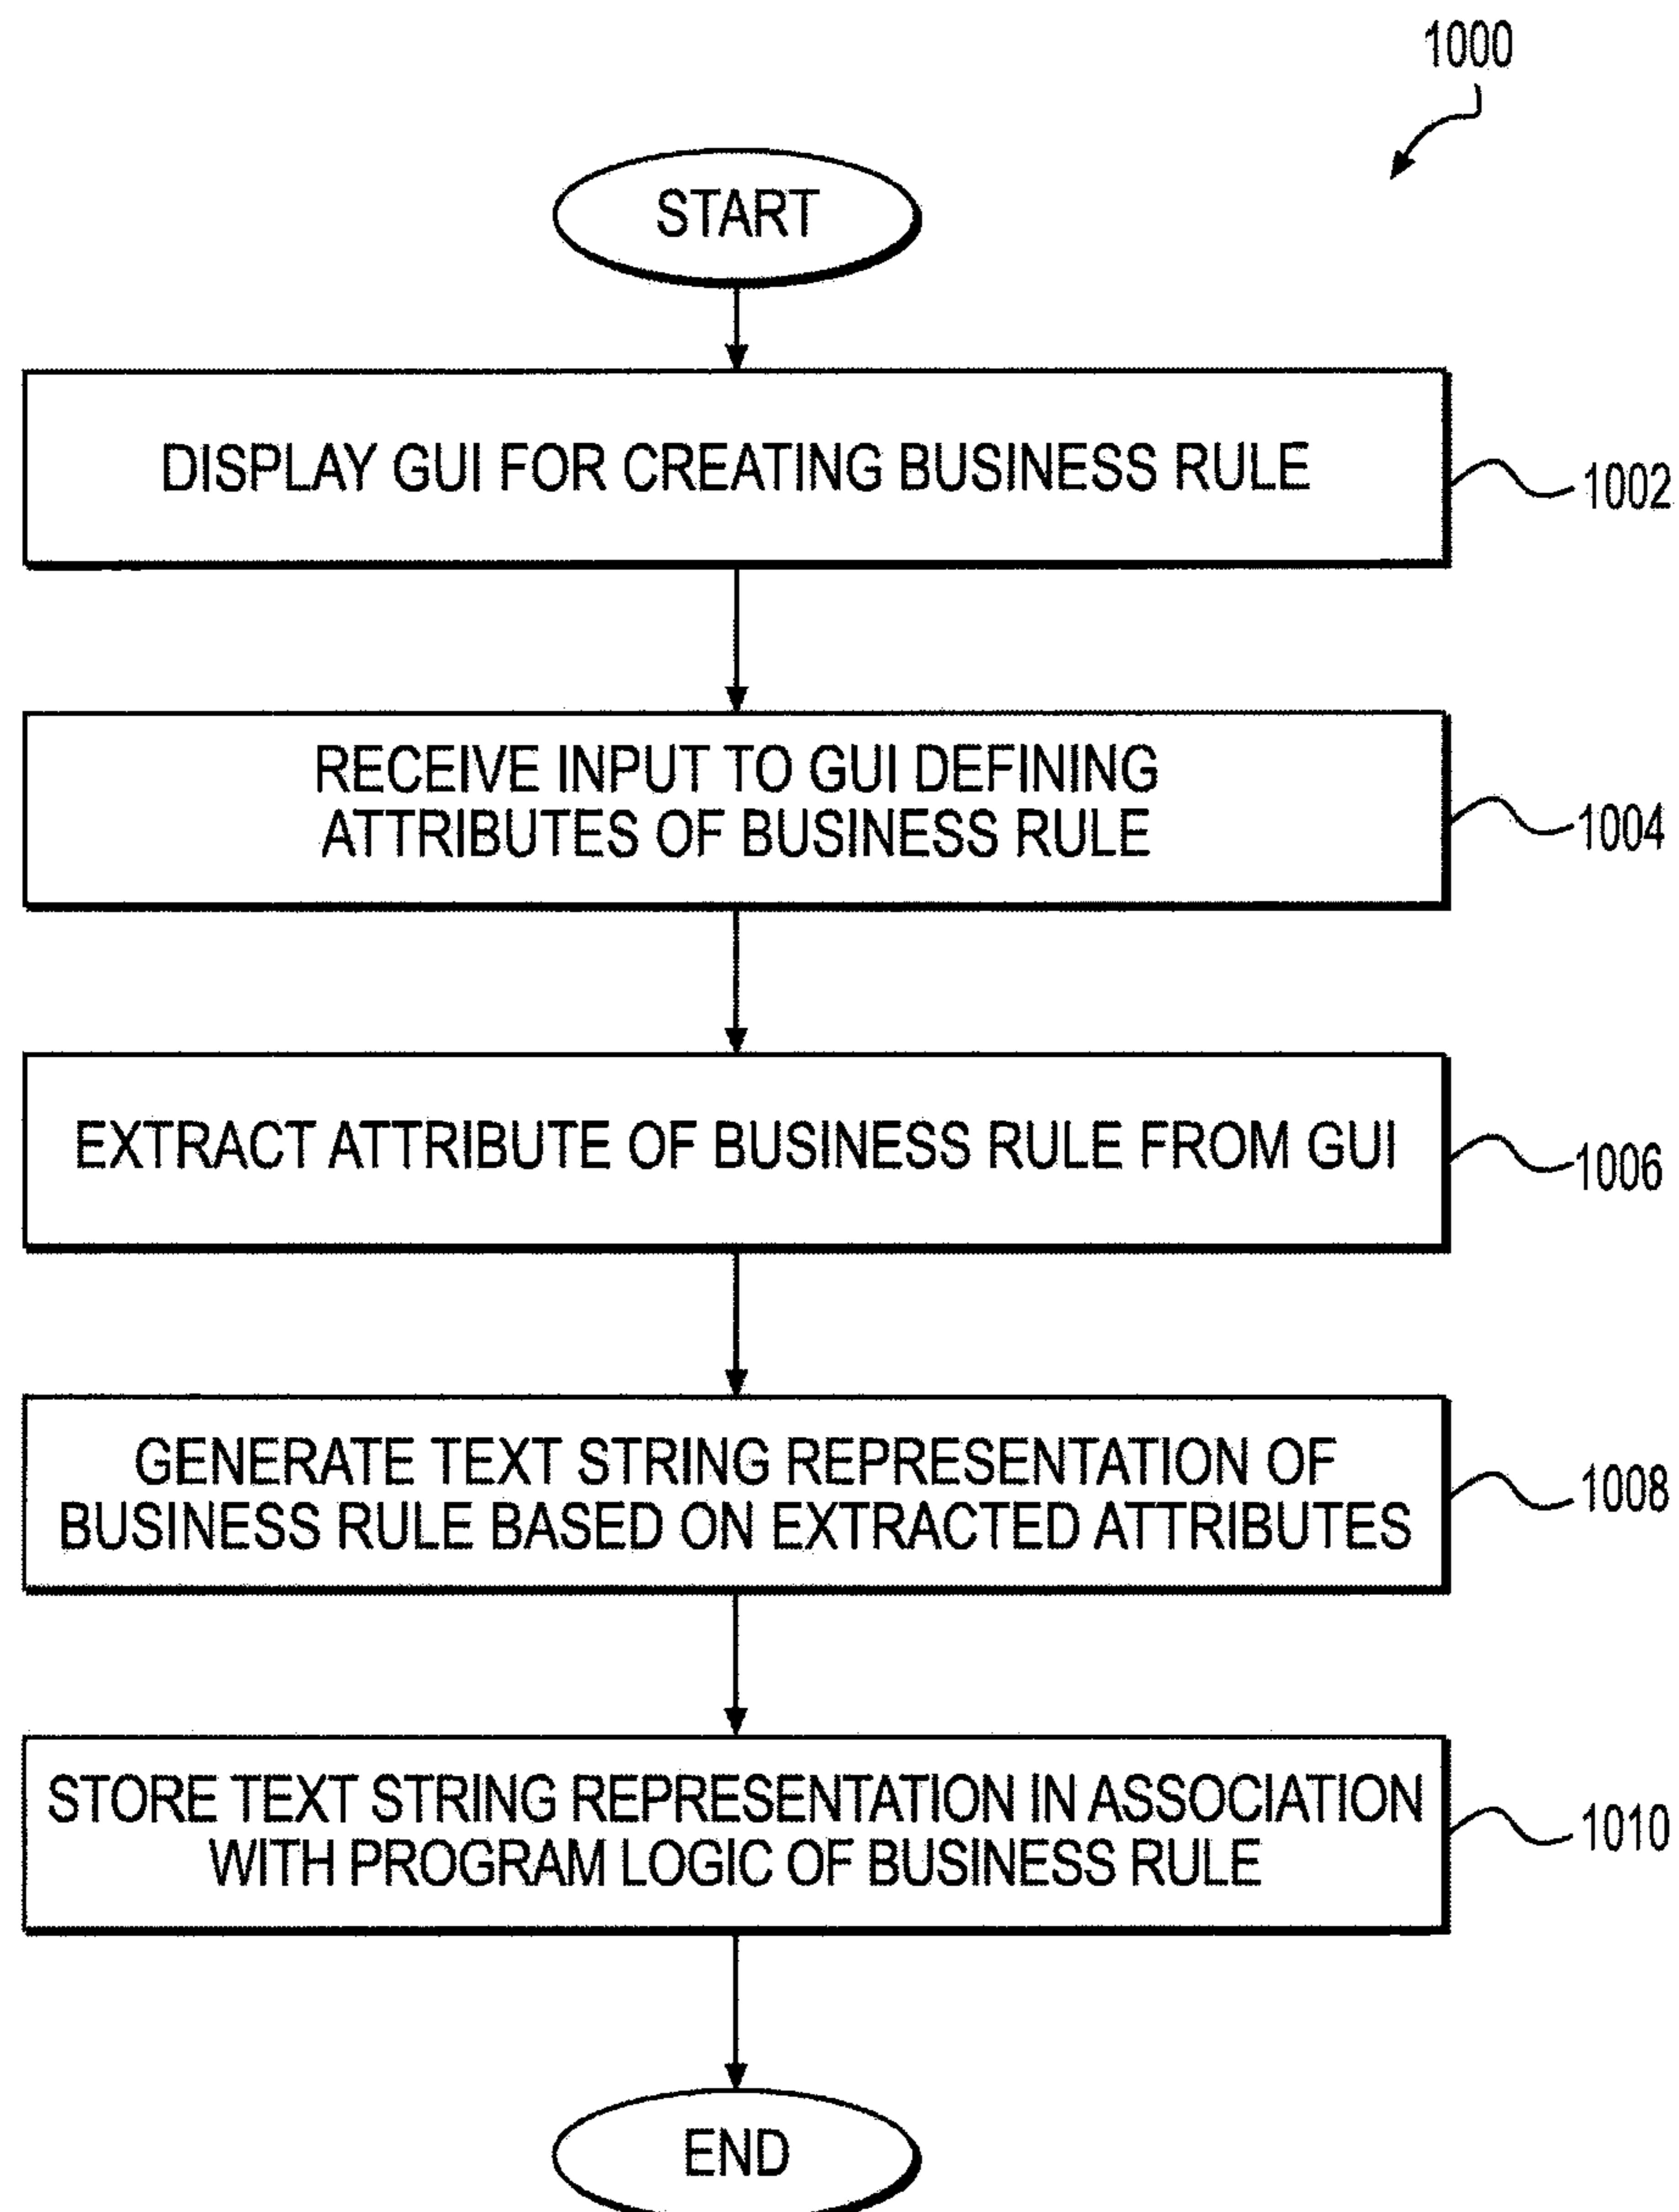 1000
START
DISPLAY GUI FOR CREATING BUSINESS RULE
1002
RECEIVE INPUT TO GUI DEFINING
ATTRIBUTES OF BUSINESS RULE
1004
EXTRACT ATTRIBUTE OF BUSINESS RULE FROM GUI
1006
GENERATE TEXT STRING REPRESENTATION OF
BUSINESS RULE BASED ON EXTRACTED ATTRIBUTES
1008
STORE TEXT STRING REPRESENTATION IN ASSOCIATION
WITH PROGRAM LOGIC OF BUSINESS RULE
1010
END